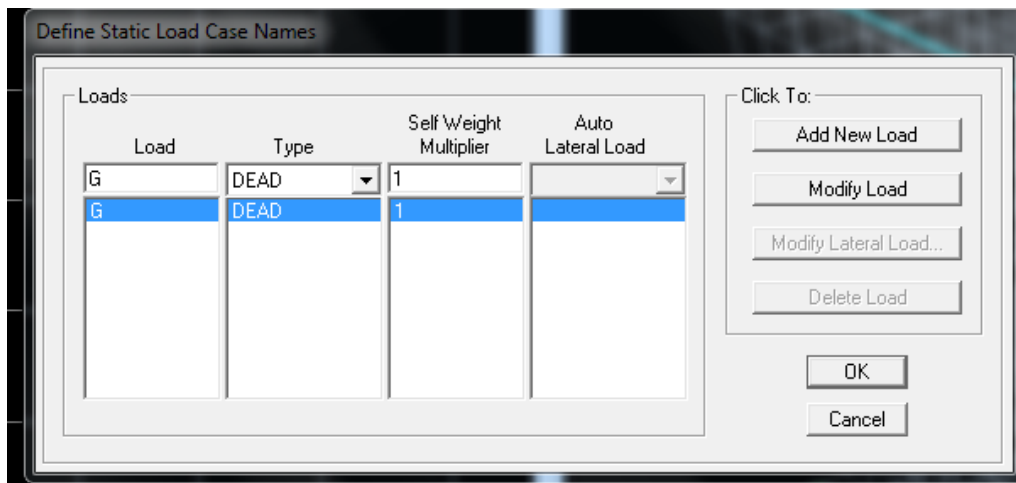 Define Static Load Case Names
Loads
Load
Type
Self Weight
Multiplier
Auto
Lateral Load
G
DEAD
1
G
DEAD
1
Click To:
Add New Load
Modify Load
Modify Lateral Load...
Delete Load
OK
Cancel